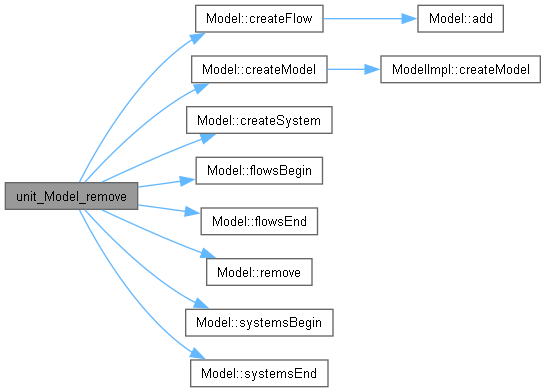 Model::createFlow
Model::add
Model::createModel
ModelImpl::createModel
Model::createSystem
Model::flowsBegin
unit_Model_remove
Model::flowsEnd
Model::remove
Model::systemsBegin
Model::systemsEnd